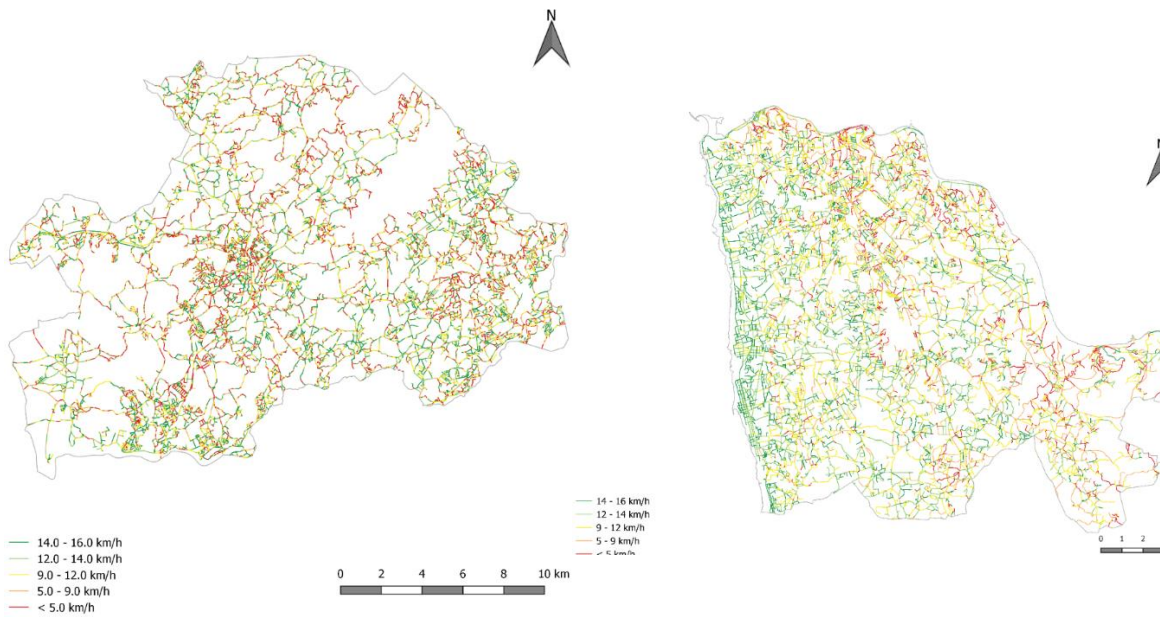 N
N
14.0 - 16.0 km/h
12.0 - 14.0 km/h
9.0 - 12.0 km/h
5.0 - 9.0 km/h
< 5.0 km/h
0 2 4 6 8 10 km
14 - 16 km/h
12 - 14 km/h
9 - 12 km/h
5 - 9 km/h
< 5 km/h
0 1 2